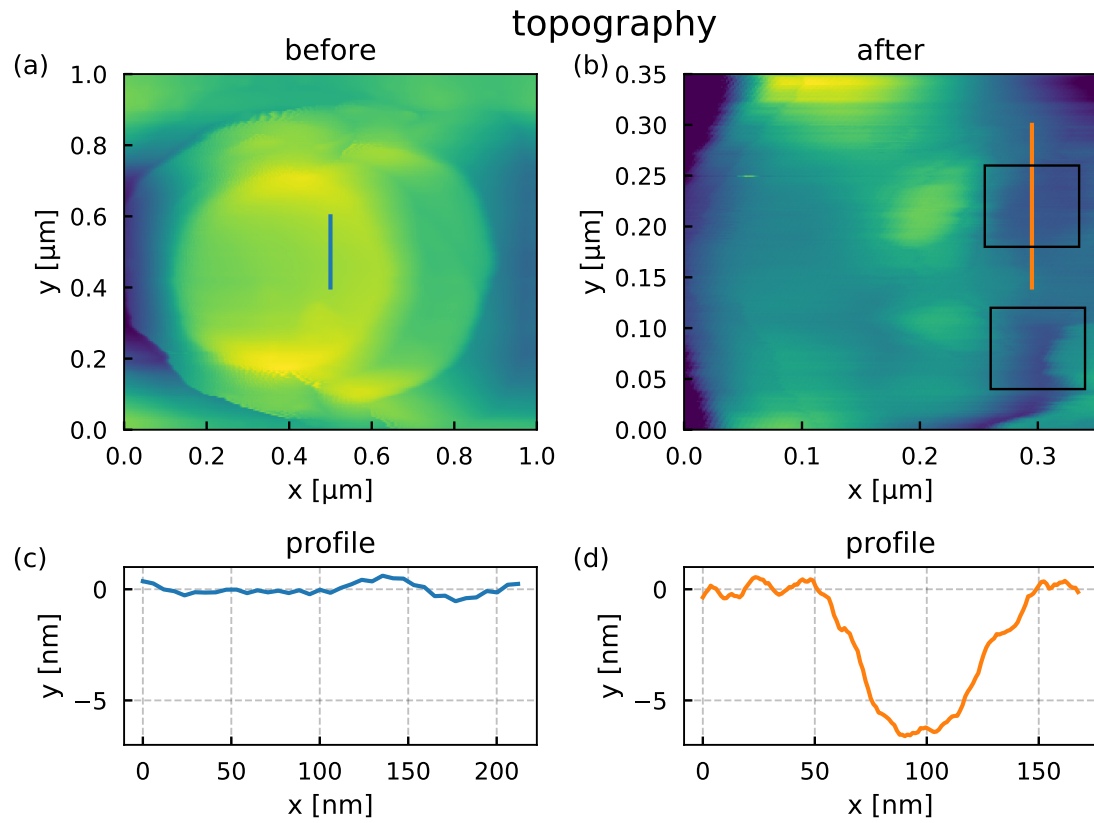 topography
(a) before
(b) after
y [µm]
1.0
0.8
0.6
0.4
0.2
0.0
0.0 0.2 0.4 0.6 0.8 1.0
x [µm]
y [µm]
0.35
0.30
0.25
0.20
0.15
0.10
0.05
0.00
0.0 0.1 0.2 0.3
x [µm]
(c) profile
y [nm]
0
−5
0 50 100 150 200
x [nm]
(d) profile
y [nm]
0
−5
0 50 100 150
x [nm]